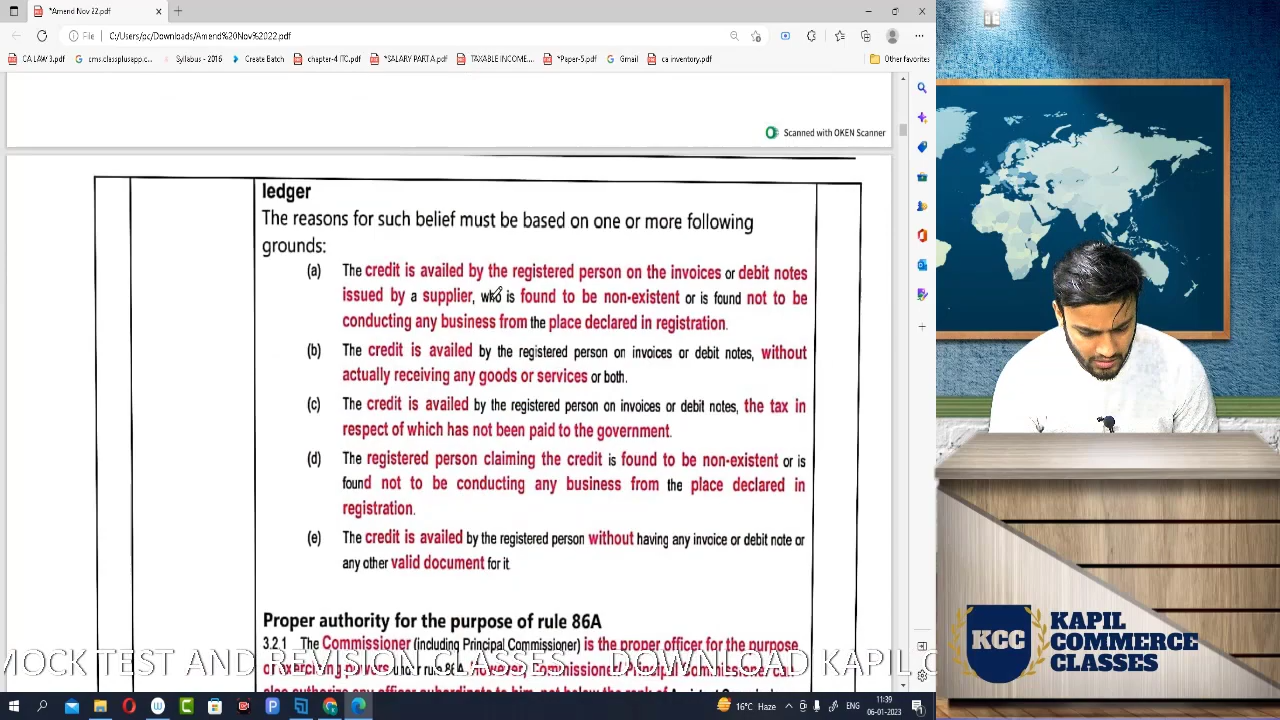 *Amend Nov 22.pdf
File | C:/Users/pc/Downloads/Amend%20Nov%2022.pdf
CA LAW 3.pdf cms.classplusapp.c... Syllabus - 2016 Create Batch chapter-4 ITC.pdf *SALARY PART A.pdf TAXABLE INCOME... *Paper-5.pdf Gmail ca inventory.pdf Other favorites
Scanned with OKEN Scanner
ledger
The reasons for such belief must be based on one or more following
grounds:
(a) The credit is availed by the registered person on the invoices or debit notes
issued by a supplier, who is found to be non-existent or is found not to be
conducting any business from the place declared in registration.
(b) The credit is availed by the registered person on invoices or debit notes, without
actually receiving any goods or services or both.
(c) The credit is availed by the registered person on invoices or debit notes, the tax in
respect of which has not been paid to the government.
(d) The registered person claiming the credit is found to be non-existent or is
found not to be conducting any business from the place declared in
registration.
(e) The credit is availed by the registered person without having any invoice or debit note or
any other valid document for it
Proper authority for the purpose of rule 86A
3.2.1 The Commissioner (including Principal Commissioner) is the proper officer for the purpose
MOCK TEST AND REVISION CLASSES. DOWNLOAD KAPIL
KCC
KAPIL
COMMERCE
CLASSES
16°C Haze
ENG
11:39
06-01-2023